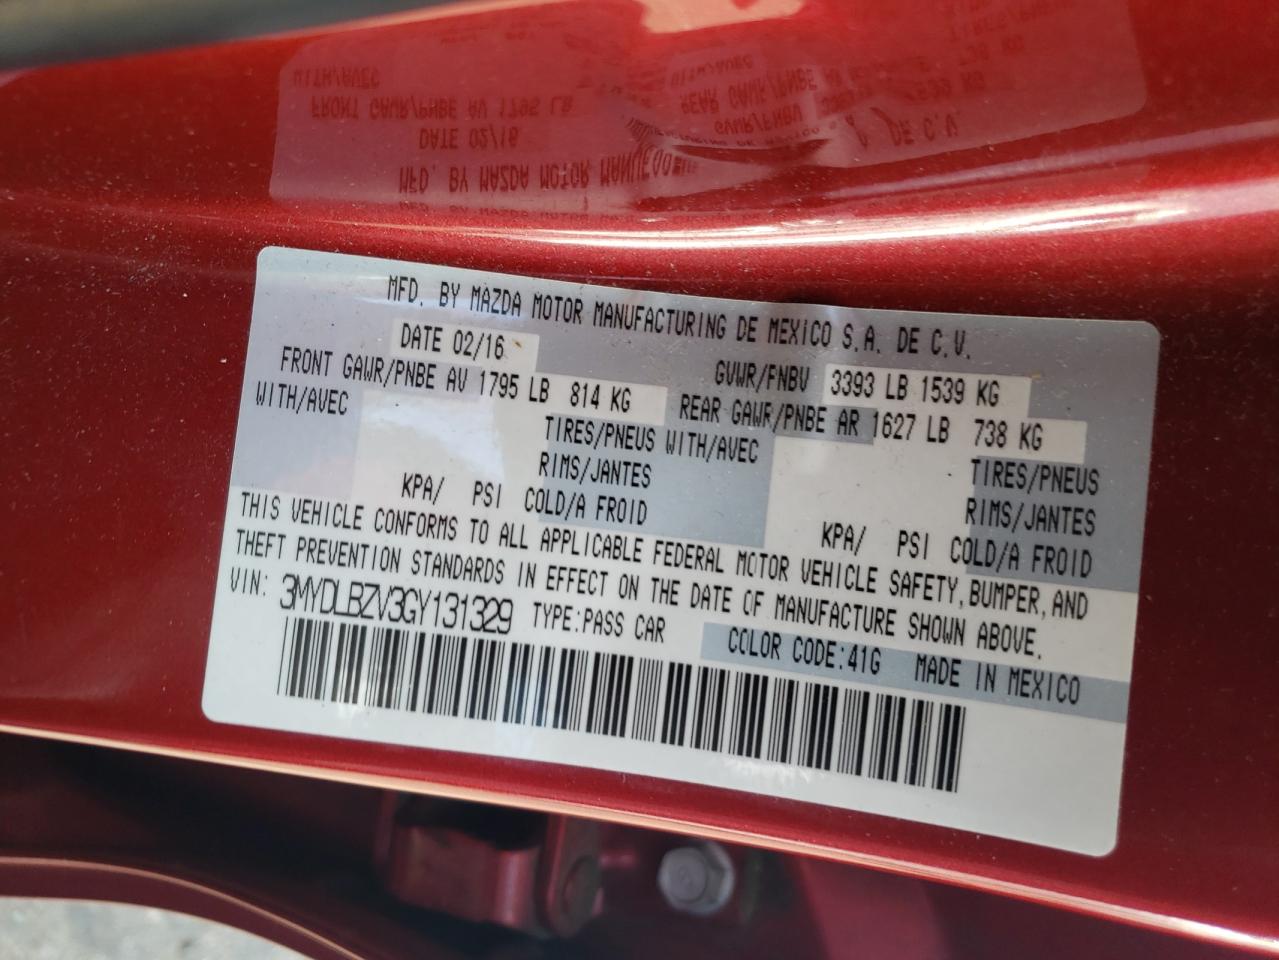 MFD. BY MAZDA MOTOR MANUFACTURING DE MEXICO S.A. DE C.V.
DATE 02/16 GVWR/FNBV 3393 LB 1539 KG
FRONT GAWR/PNBE AV 1795 LB 814 KG REAR GAWR/PNBE AR 1627 LB 738 KG
WITH/AVEC TIRES/PNEUS WITH/AVEC TIRES/PNEUS
RIMS/JANTES RIMS/JANTES
KPA/ PSI COLD/A FROID KPA/ PSI COLD/A FROID
THIS VEHICLE CONFORMS TO ALL APPLICABLE FEDERAL MOTOR VEHICLE SAFETY, BUMPER, AND
THEFT PREVENTION STANDARDS IN EFFECT ON THE DATE OF MANUFACTURE SHOWN ABOVE.
VIN: 3MYDLBZV3GY131329 TYPE:PASS CAR COLOR CODE:41G MADE IN MEXICO